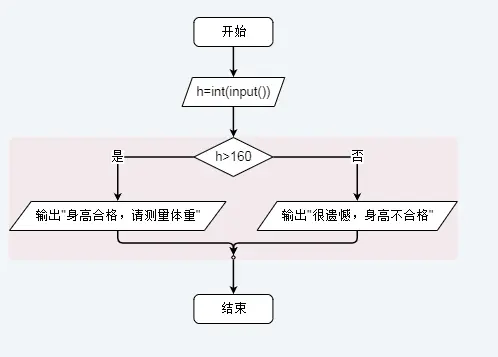 开始
h=int(input())
h>160
是
否
输出"身高合格，请测量体重"
输出"很遗憾，身高不合格"
结束